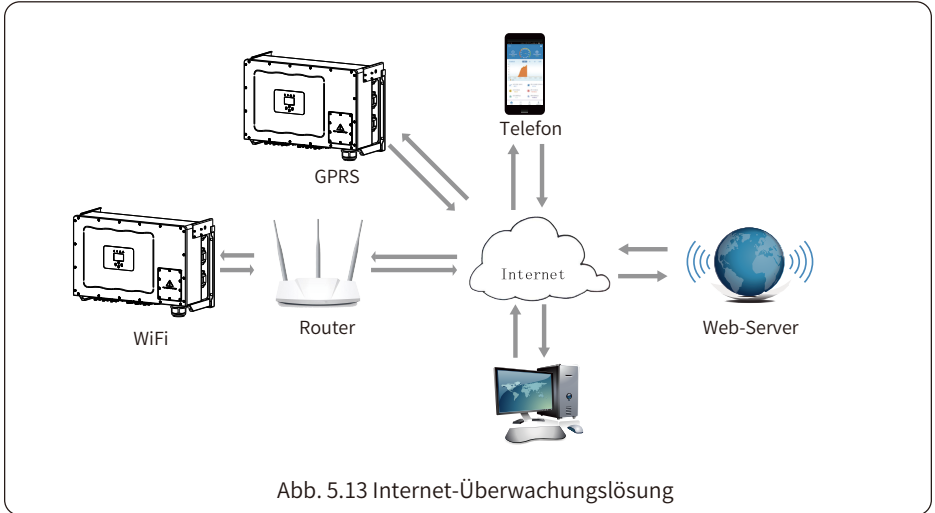 Telefon
GPRS
Internet
WiFi
Router
Web-Server
Abb. 5.13 Internet-Überwachungslösung